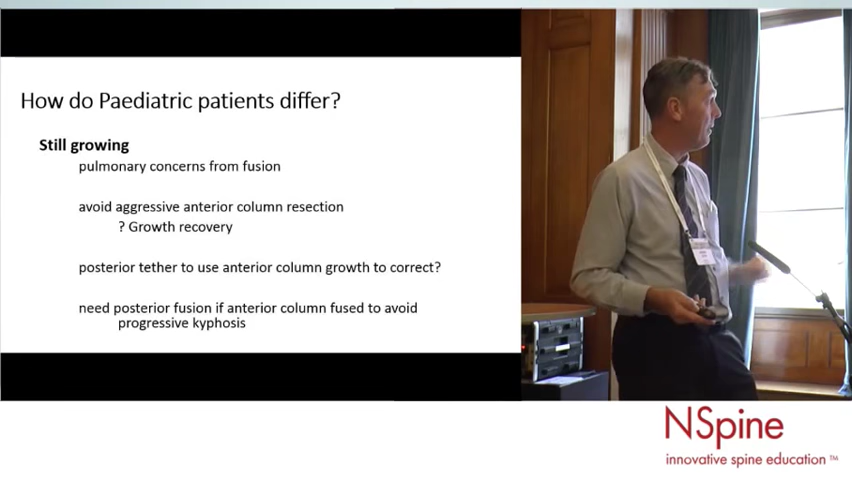 How do Paediatric patients differ?
Still growing
pulmonary concerns from fusion
avoid aggressive anterior column resection
? Growth recovery
posterior tether to use anterior column growth to correct?
need posterior fusion if anterior column fused to avoid
progressive kyphosis
NSpine
innovative spine education ™